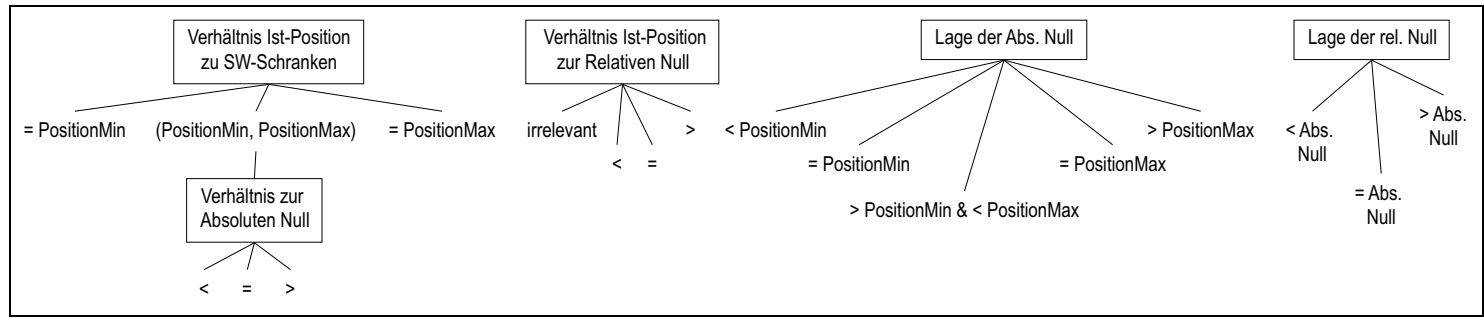 Verhältnis Ist-Position
zu SW-Schranken
= PositionMin
(PositionMin, PositionMax)
= PositionMax
Verhältnis zur
Absoluten Null
<
=
>
Verhältnis Ist-Position
zur Relativen Null
irrelevant
<
=
>
Lage der Abs. Null
< PositionMin
= PositionMin
> PositionMin & < PositionMax
= PositionMax
> PositionMax
Lage der rel. Null
< Abs.
Null
= Abs.
Null
> Abs.
Null